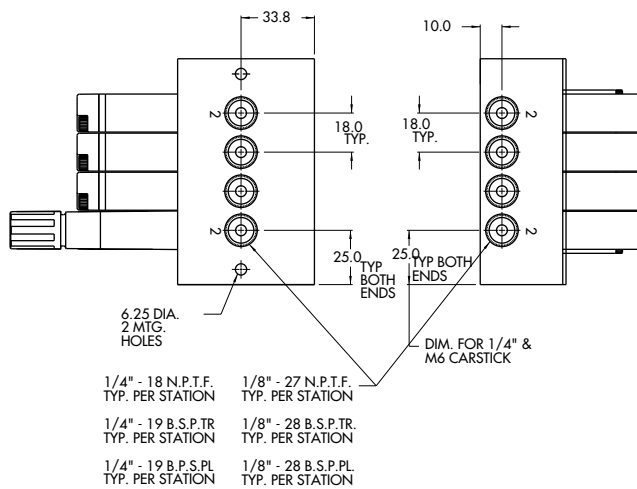 33.8
10.0
2
18.0
TYP.
18.0
TYP.
2
2
2
25.0
TYP
BOTH
ENDS
25.0
TYP BOTH
ENDS
6.25 DIA.
2 MTG.
HOLES
DIM. FOR 1/4" &
M6 CARSTICK
1/4" - 18 N.P.T.F.
TYP. PER STATION
1/8" - 27 N.P.T.F.
TYP. PER STATION
1/4" - 19 B.S.P.TR
TYP. PER STATION
1/8" - 28 B.S.P.TR.
TYP. PER STATION
1/4" - 19 B.P.S.PL
TYP. PER STATION
1/8" - 28 B.S.P.PL.
TYP. PER STATION